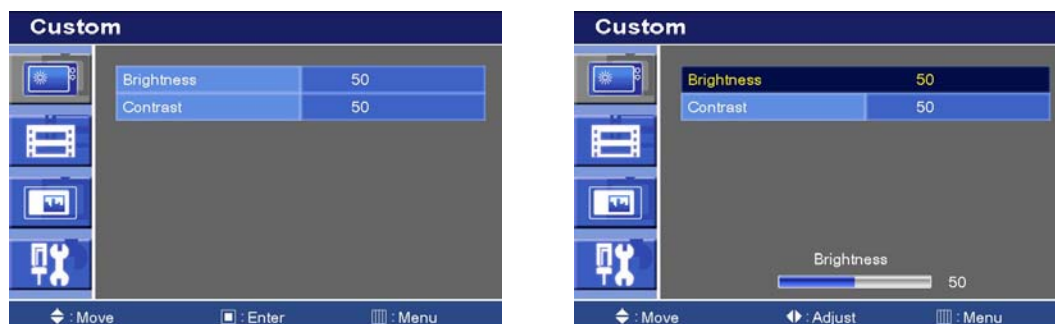 Custom
Brightness 50
Contrast 50
: Move : Enter : Menu
Custom
Brightness 50
Contrast 50
Brightness
50
: Move : Adjust : Menu